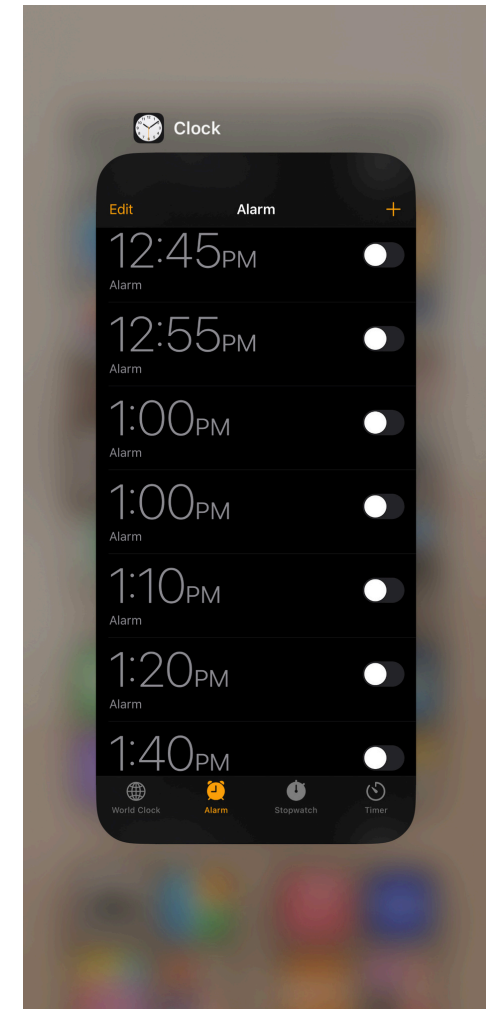 Clock
Edit Alarm +
12:45PM
Alarm
12:55PM
Alarm
1:00PM
Alarm
1:00PM
Alarm
1:10PM
Alarm
1:20PM
Alarm
1:40PM
World Clock Alarm Stopwatch Timer